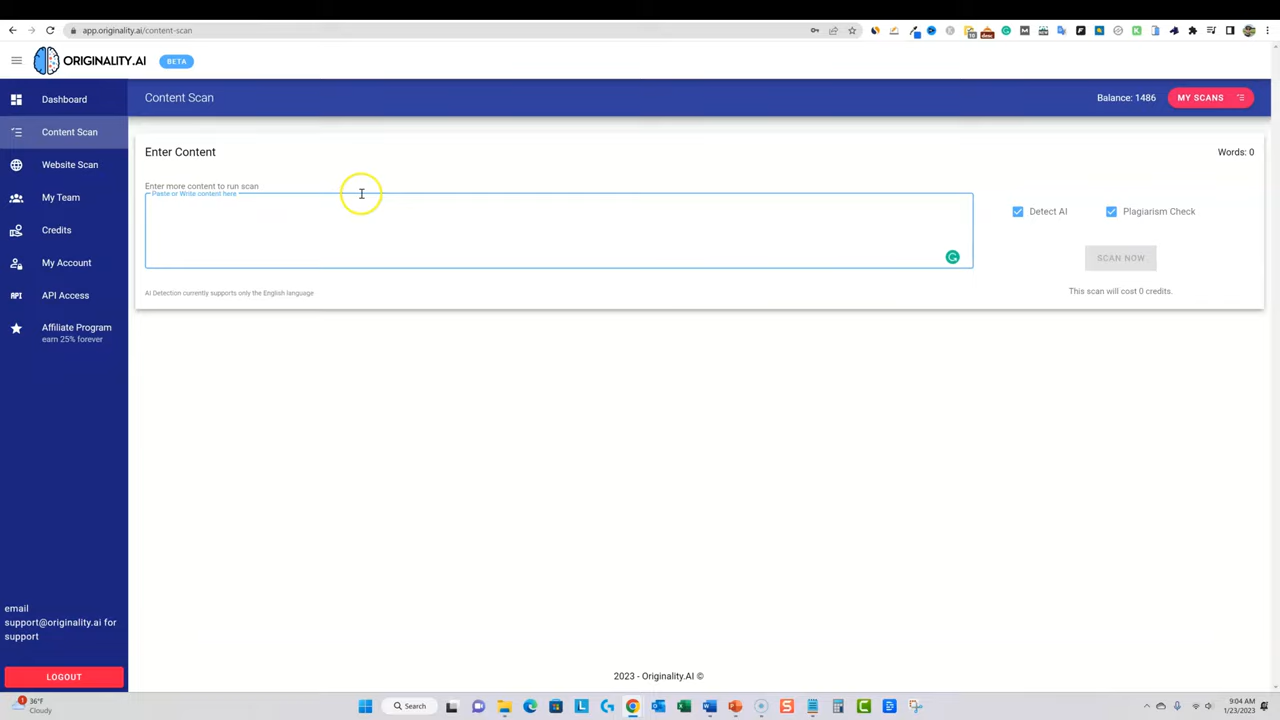 app.originality.ai/content-scan
ORIGINALITY.AI
BETA
Dashboard
Content Scan
Website Scan
My Team
Credits
My Account
API
API Access
Affiliate Program
earn 25% forever
email
support@originality.ai for
support
LOGOUT
Content Scan
Balance: 1486
MY SCANS
Enter Content
Words: 0
Enter more content to run scan
Paste or Write content here
Detect AI
Plagiarism Check
SCAN NOW
This scan will cost 0 credits.
AI Detection currently supports only the English language
2023 - Originality.AI ©
1
36°F
Cloudy
Search
9:04 AM
1/23/2023